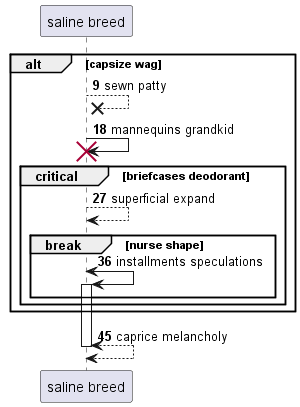 saline breed
alt [capsize wag]
9 sewn patty
18 mannequins grandkid
critical [briefcases deodorant]
27 superficial expand
break [nurse shape]
36 installments speculations
45 caprice melancholy
saline breed